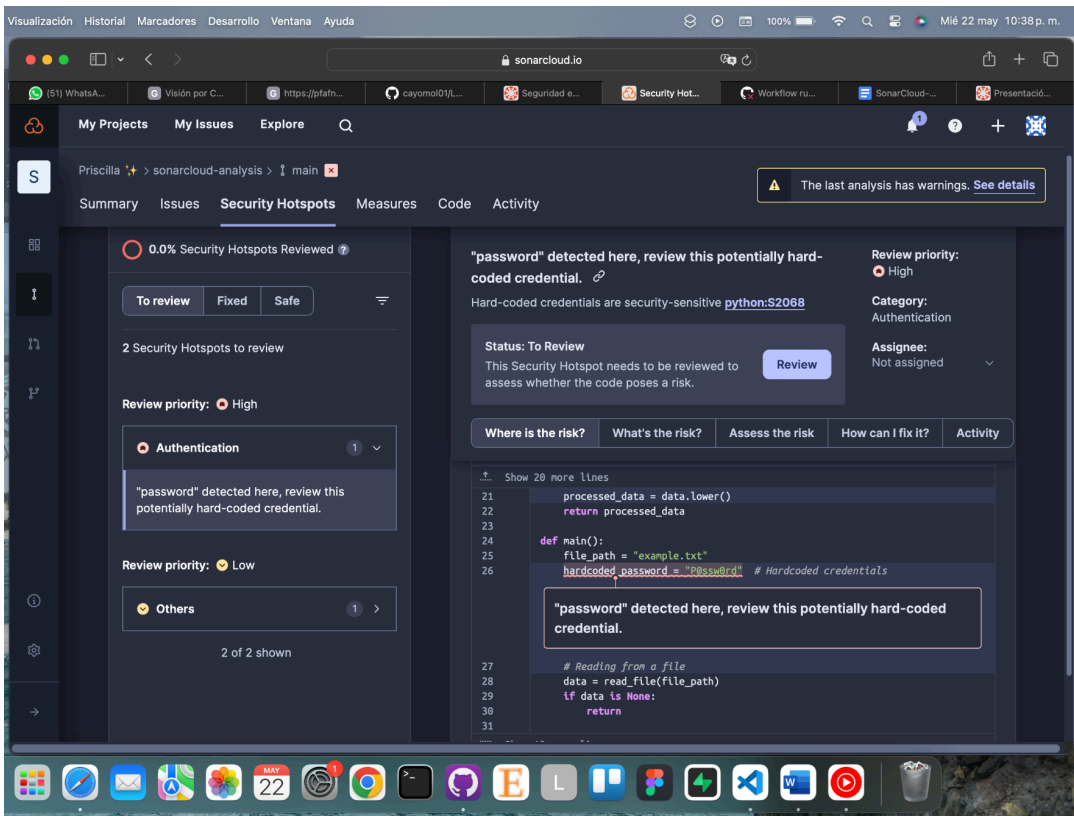 Visualización Historial Marcadores Desarrollo Ventana Ayuda 100% Mié 22 may 10:38 p. m.
sonarcloud.io
(51) WhatsA... Visión por C... https://pfafn... cayomol01/L... Seguridad e... Security Hot... Workflow ru... SonarCloud-... Presentació...
My Projects My Issues Explore 1
S
Priscilla ✨ > sonarcloud-analysis > main
The last analysis has warnings. See details
Summary Issues Security Hotspots Measures Code Activity
0.0% Security Hotspots Reviewed
To review Fixed Safe
2 Security Hotspots to review
Review priority: High
Authentication 1
"password" detected here, review this
potentially hard-coded credential.
Review priority: Low
Others 1
2 of 2 shown
"password" detected here, review this potentially hard-
coded credential.
Hard-coded credentials are security-sensitive python:S2068
Review priority:
High
Category:
Authentication
Assignee:
Not assigned
Status: To Review
This Security Hotspot needs to be reviewed to
assess whether the code poses a risk.
Review
Where is the risk? What's the risk? Assess the risk How can I fix it? Activity
Show 20 more lines
21 processed_data = data.lower()
22 return processed_data
23
24 def main():
25 file_path = "example.txt"
26 hardcoded_password = "P@ssw0rd" # Hardcoded credentials
"password" detected here, review this potentially hard-coded
credential.
27 # Reading from a file
28 data = read_file(file_path)
29 if data is None:
30 return
31
MAY
22
1
L
W